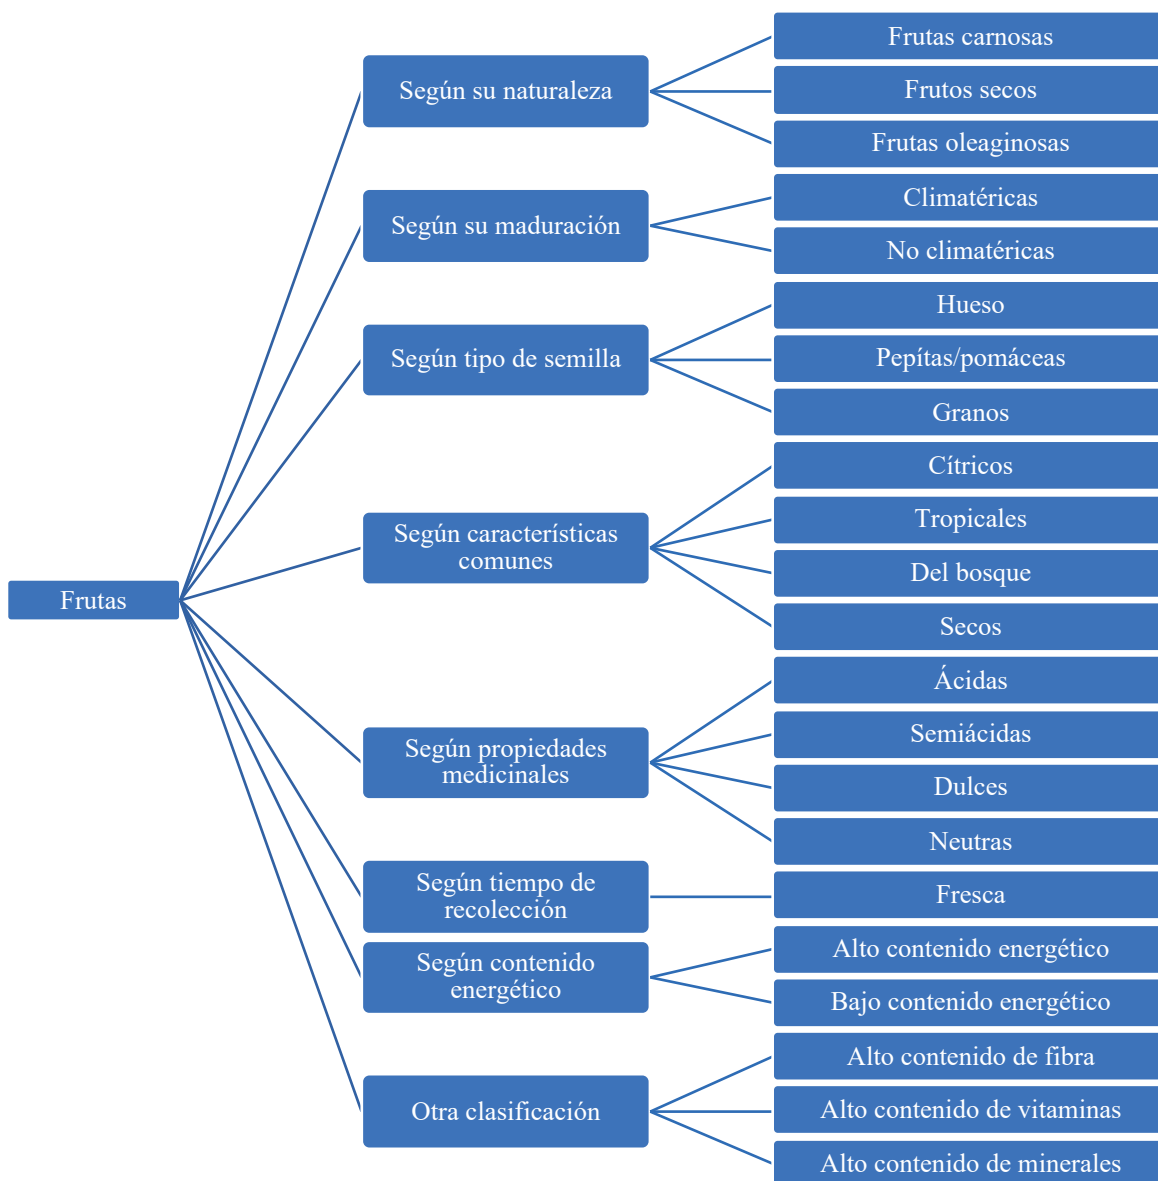 Frutas
Según su naturaleza
Frutas carnosas
Frutos secos
Frutas oleaginosas
Según su maduración
Climatéricas
No climatéricas
Según tipo de semilla
Hueso
Pepítas/pomáceas
Granos
Según características
comunes
Cítricos
Tropicales
Del bosque
Secos
Según propiedades
medicinales
Ácidas
Semiácidas
Dulces
Neutras
Según tiempo de
recolección
Fresca
Según contenido
energético
Alto contenido energético
Bajo contenido energético
Otra clasificación
Alto contenido de fibra
Alto contenido de vitaminas
Alto contenido de minerales